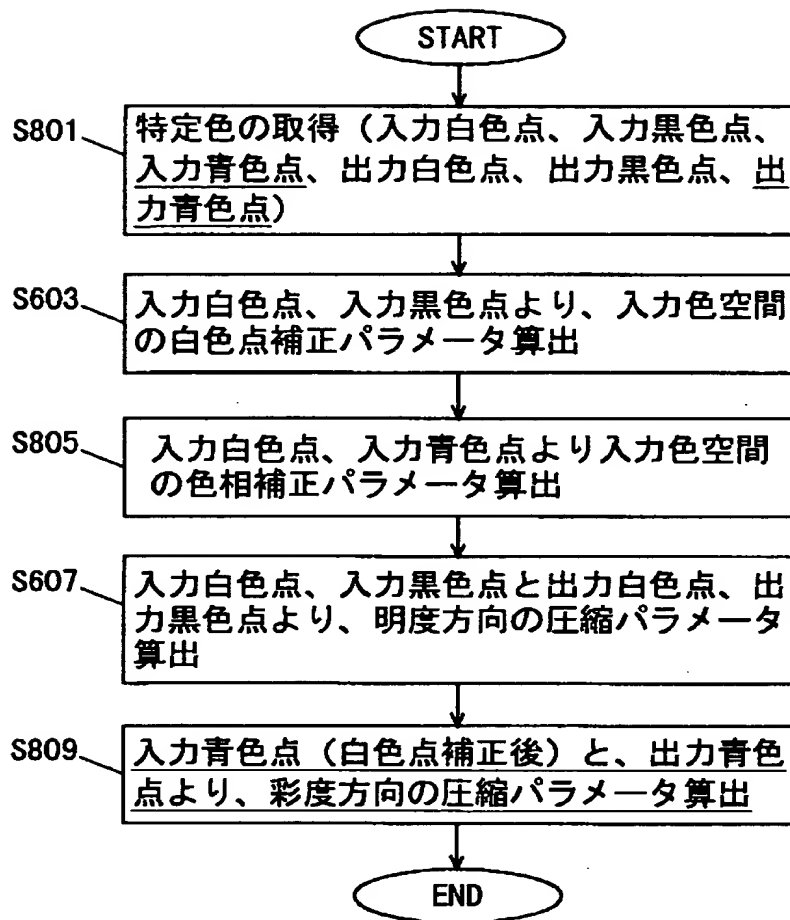 START
S801
特定色の取得（入力白色点、入力黒色点、
入力青色点、出力白色点、出力黒色点、出
力青色点）
S603
入力白色点、入力黒色点より、入力色空間
の白色点補正パラメータ算出
S805
入力白色点、入力青色点より入力色空間
の色相補正パラメータ算出
S607
入力白色点、入力黒色点と出力白色点、出
力黒色点より、明度方向の圧縮パラメータ
算出
S809
入力青色点（白色点補正後）と、出力青色
点より、彩度方向の圧縮パラメータ算出
END